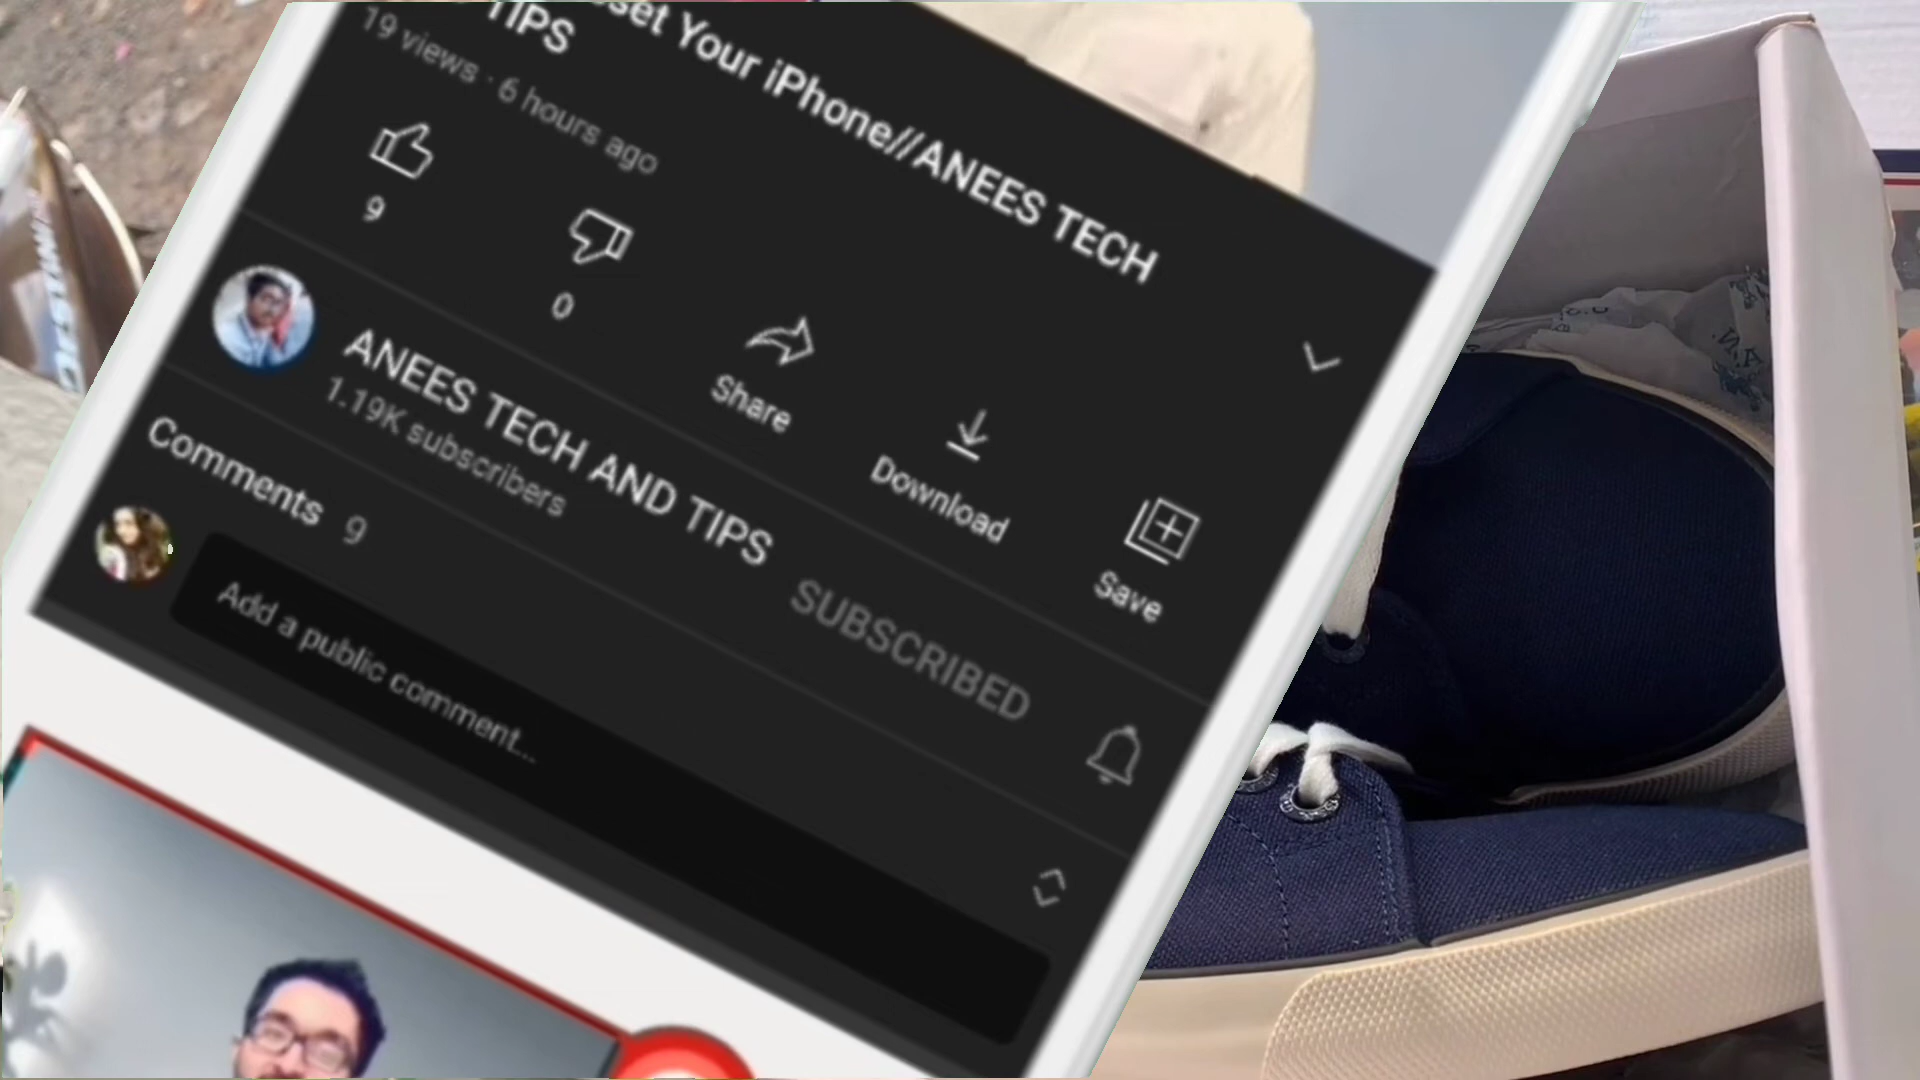 set Your iPhone//ANEES TECH
TIPS
19 views · 6 hours ago
9
0
Share
Download
Save
ANEES TECH AND TIPS
1.19K subscribers
SUBSCRIBED
Comments 9
Add a public comment...